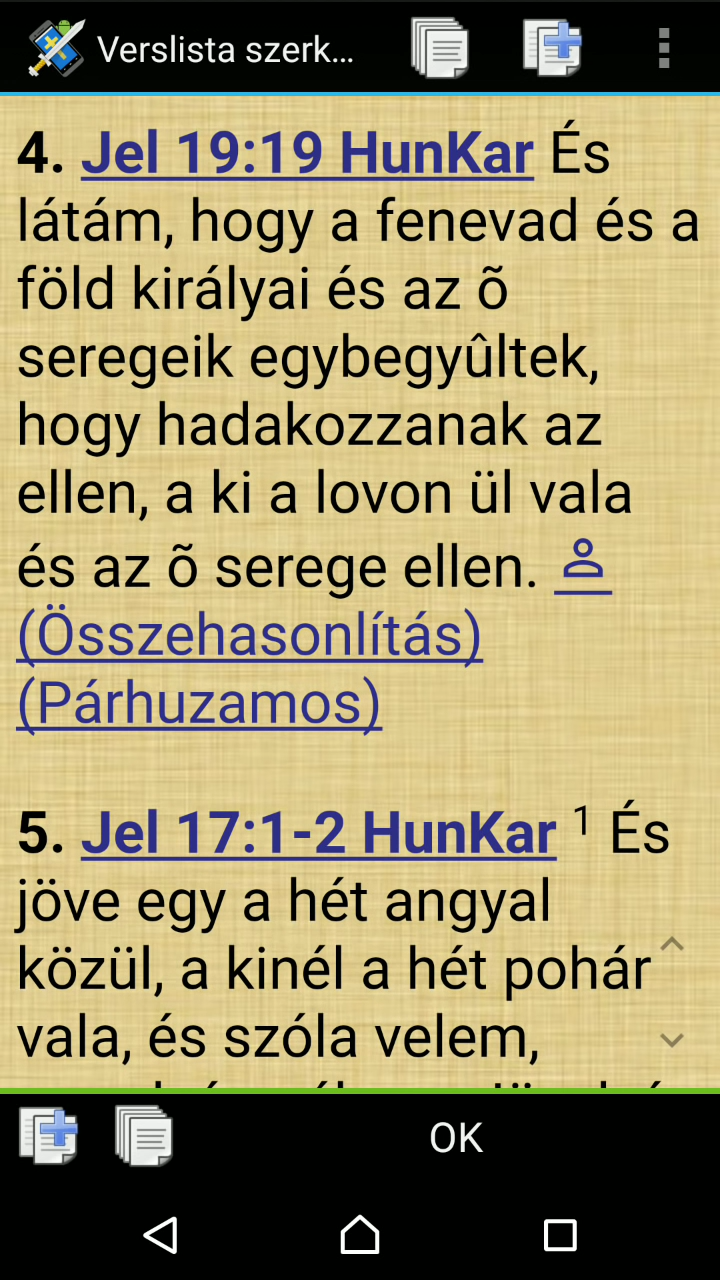 Verslista szerk...
4. Jel 19:19 HunKar És
látám, hogy a fenevad és a
föld királyai és az õ
seregeik egybegyûltek,
hogy hadakozzanak az
ellen, a ki a lovon ül vala
és az õ serege ellen.
(Összehasonlítás)
(Párhuzamos)
5. Jel 17:1-2 HunKar 1 És
jöve egy a hét angyal
közül, a kinél a hét pohár
vala, és szóla velem,
OK